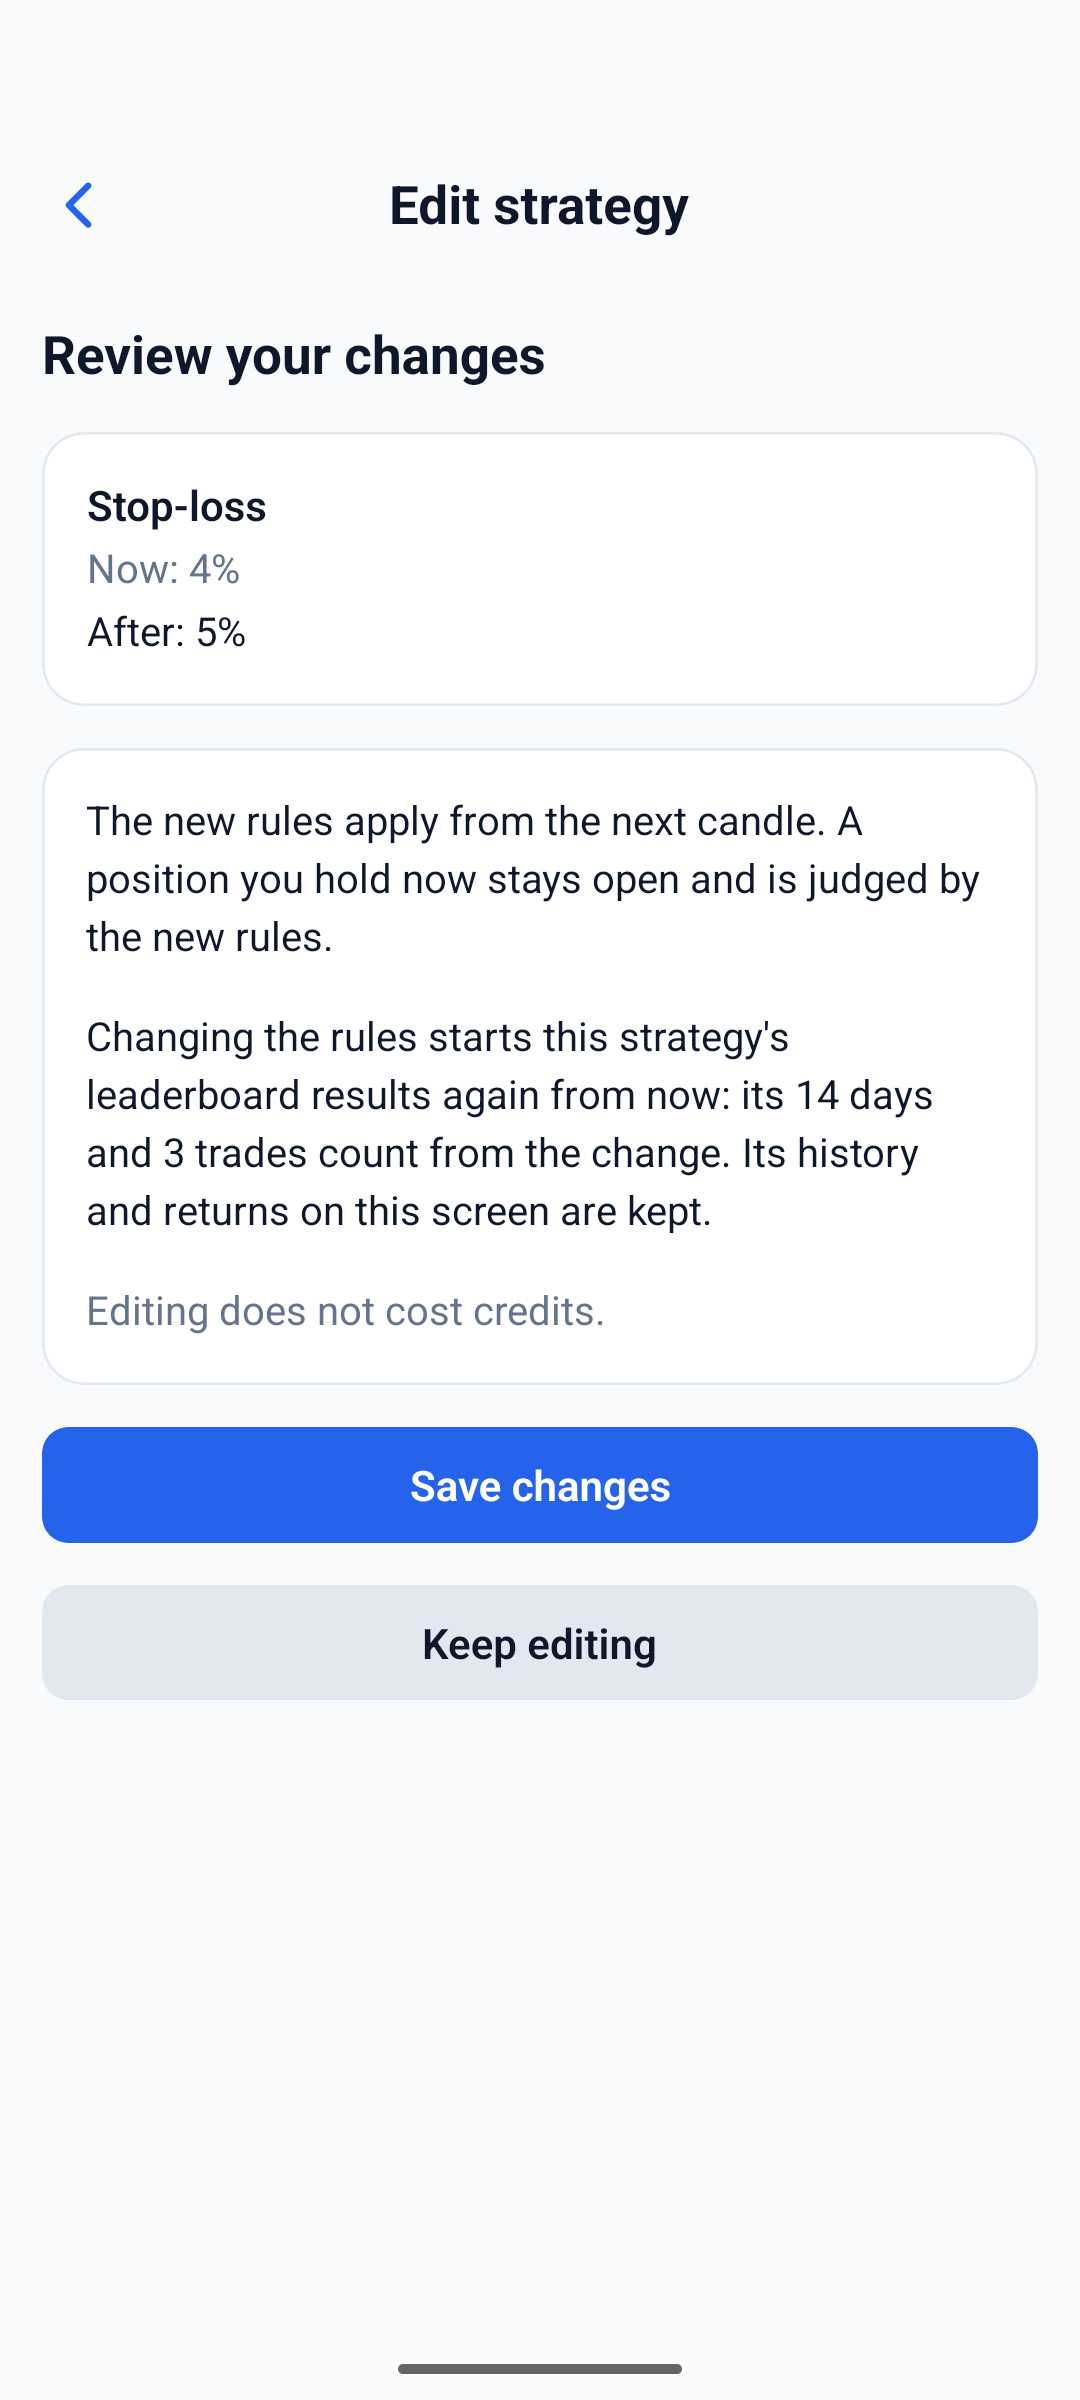 Edit strategy
Review your changes
Stop-loss
Now: 4%
After: 5%
The new rules apply from the next candle. A
position you hold now stays open and is judged by
the new rules.
Changing the rules starts this strategy's
leaderboard results again from now: its 14 days
and 3 trades count from the change. Its history
and returns on this screen are kept.
Editing does not cost credits.
Save changes
Keep editing